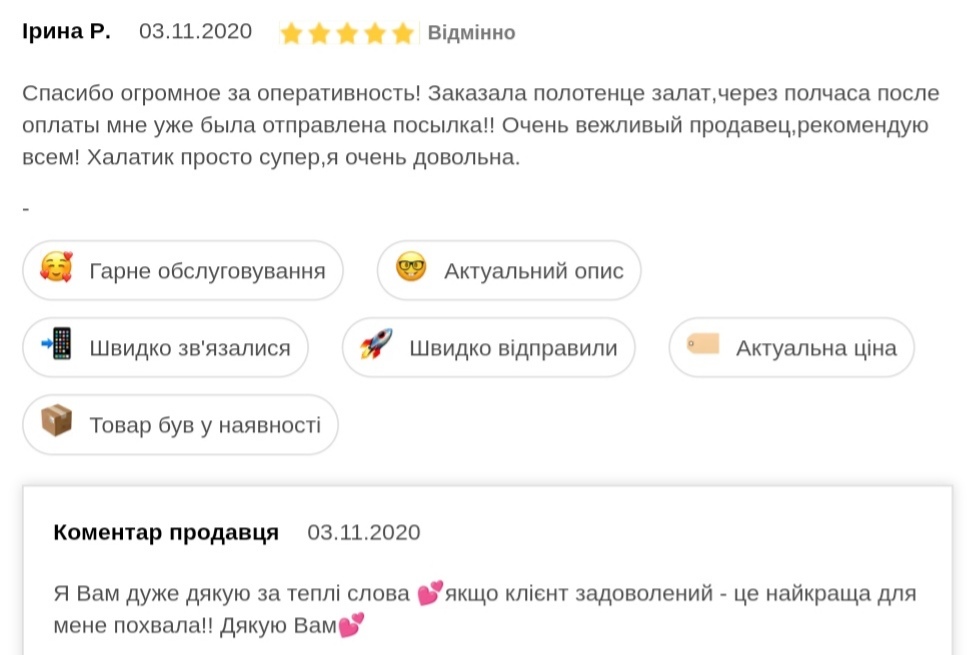 Ірина Р. 03.11.2020 Відмінно
Спасибо огромное за оперативность! Заказала полотенце залат,через полчаса после
оплаты мне уже была отправлена посылка!! Очень вежливый продавец,рекомендую
всем! Халатик просто супер,я очень довольна.
-
Гарне обслуговування Актуальний опис
Швидко зв'язалися Швидко відправили Актуальна ціна
Товар був у наявності
Коментар продавця 03.11.2020
Я Вам дуже дякую за теплі слова 💕якщо клієнт задоволений - це найкраща для
мене похвала!! Дякую Вам💕